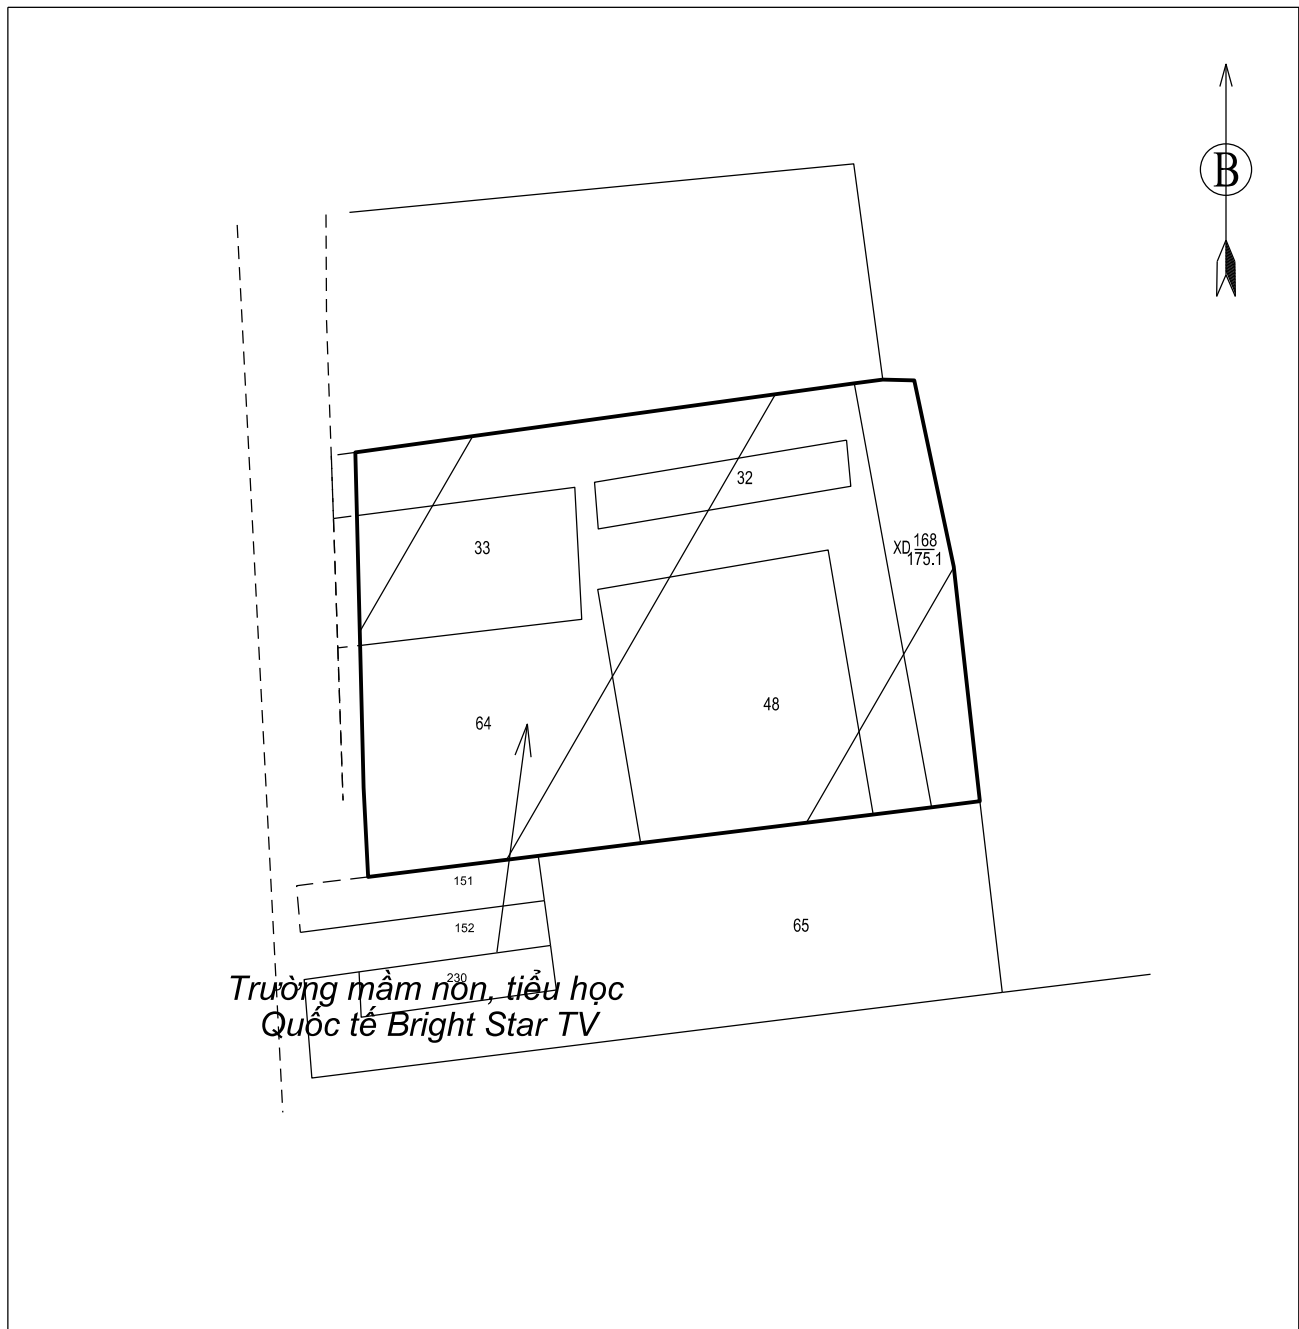 B
32
33
XD 168
175.1
48
64
151
152
65
230
Trường mầm non, tiểu học
Quốc tế Bright Star TV